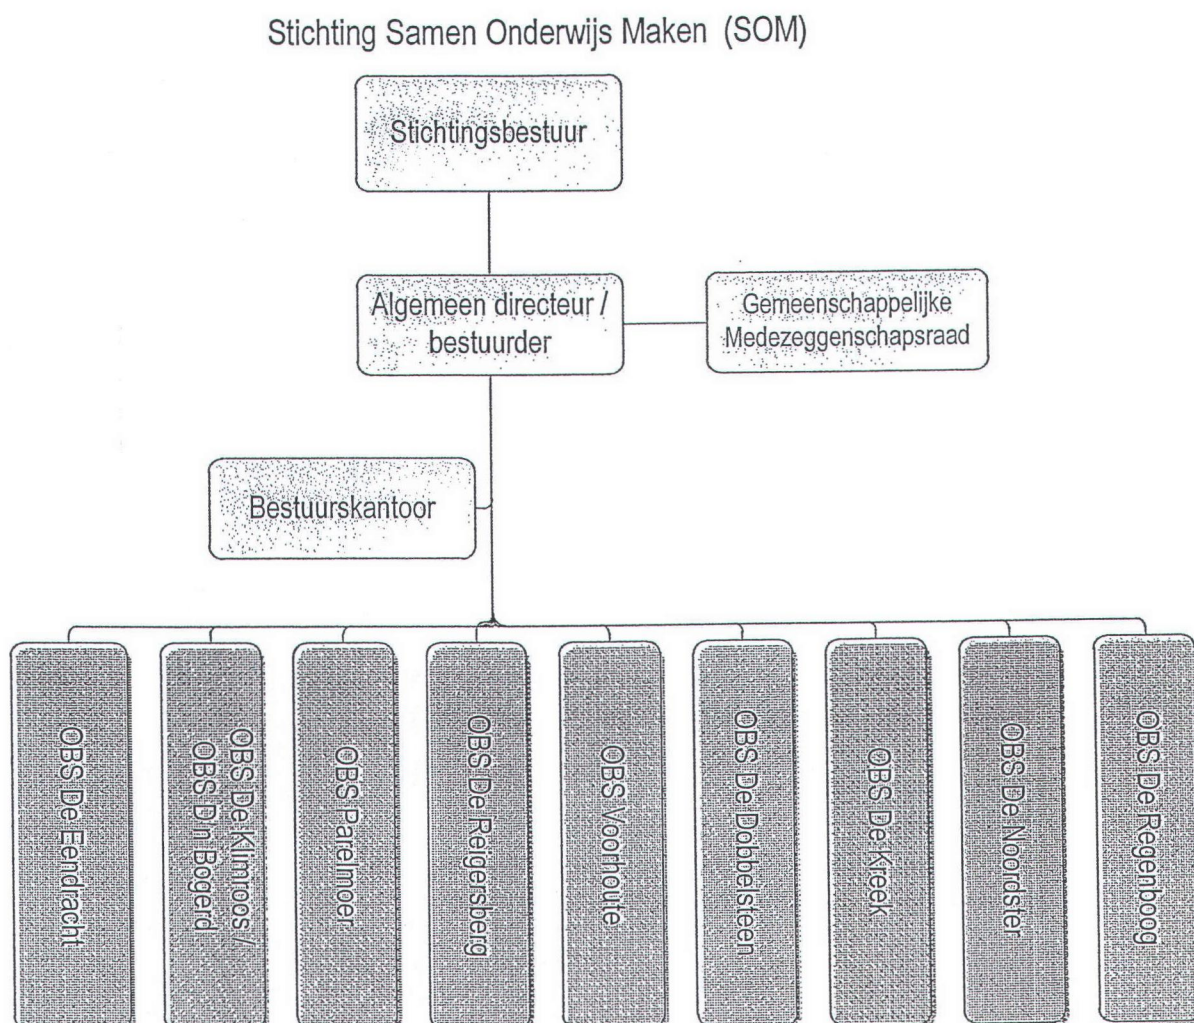 Stichting Samen Onderwijs Maken (SOM)
Stichtingsbestuur
Algemeen directeur /
bestuurder
Gemeenschappelijke
Medezeggenschapsraad
Bestuurskantoor
OBS De Eendracht
OBS De Klimroos /
OBS D'n Bogerd
OBS Parelmoer
OBS De Reigersberg
OBS Voorhoute
OBS De Dobbelsteen
OBS De Kreek
OBS De Noordster
OBS De Regenboog